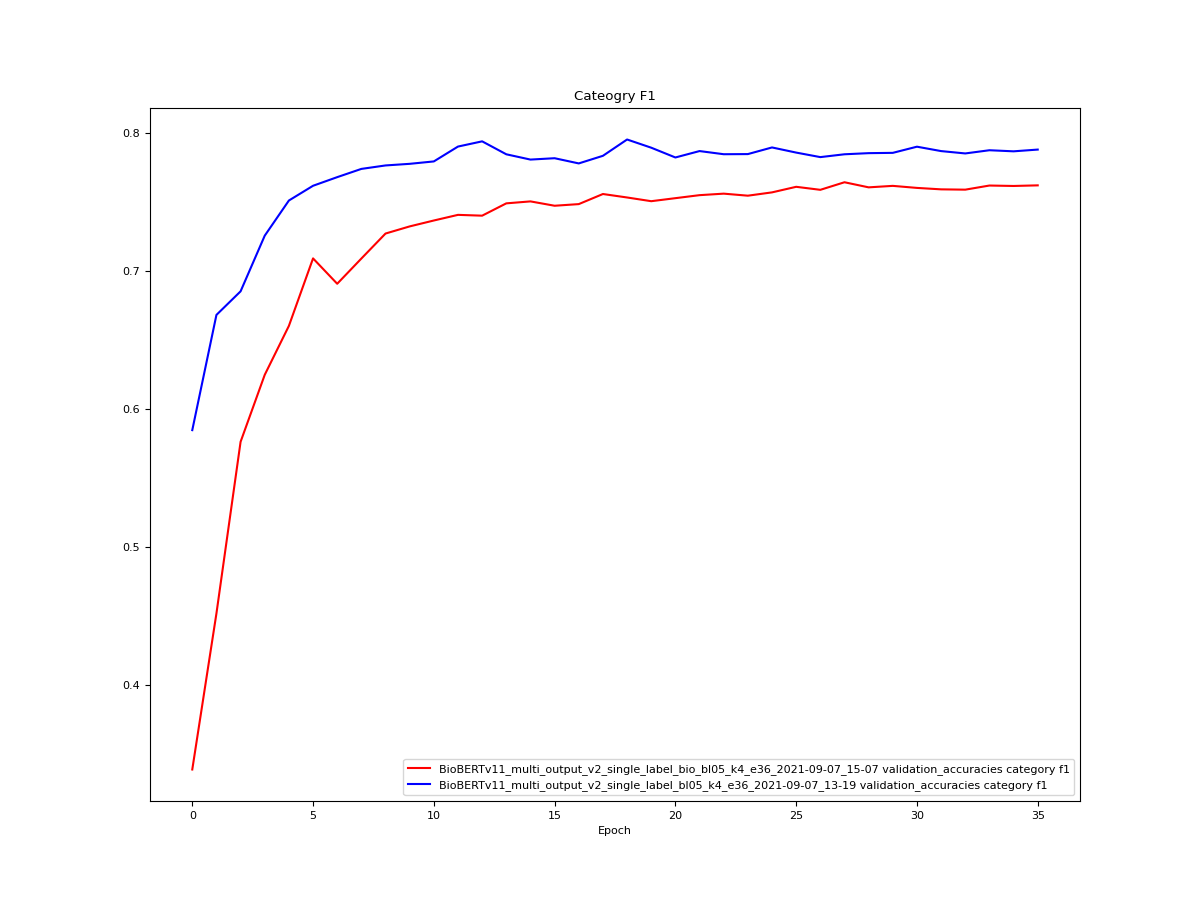 Cateogry F1
0.8
0.7
0.6
0.5
0.4
BioBERTv11_multi_output_v2_single_label_bio_bl05_k4_e36_2021-09-07_15-07 validation_accuracies category f1
BioBERTv11_multi_output_v2_single_label_bl05_k4_e36_2021-09-07_13-19 validation_accuracies category f1
0 5 10 15 20 25 30 35
Epoch